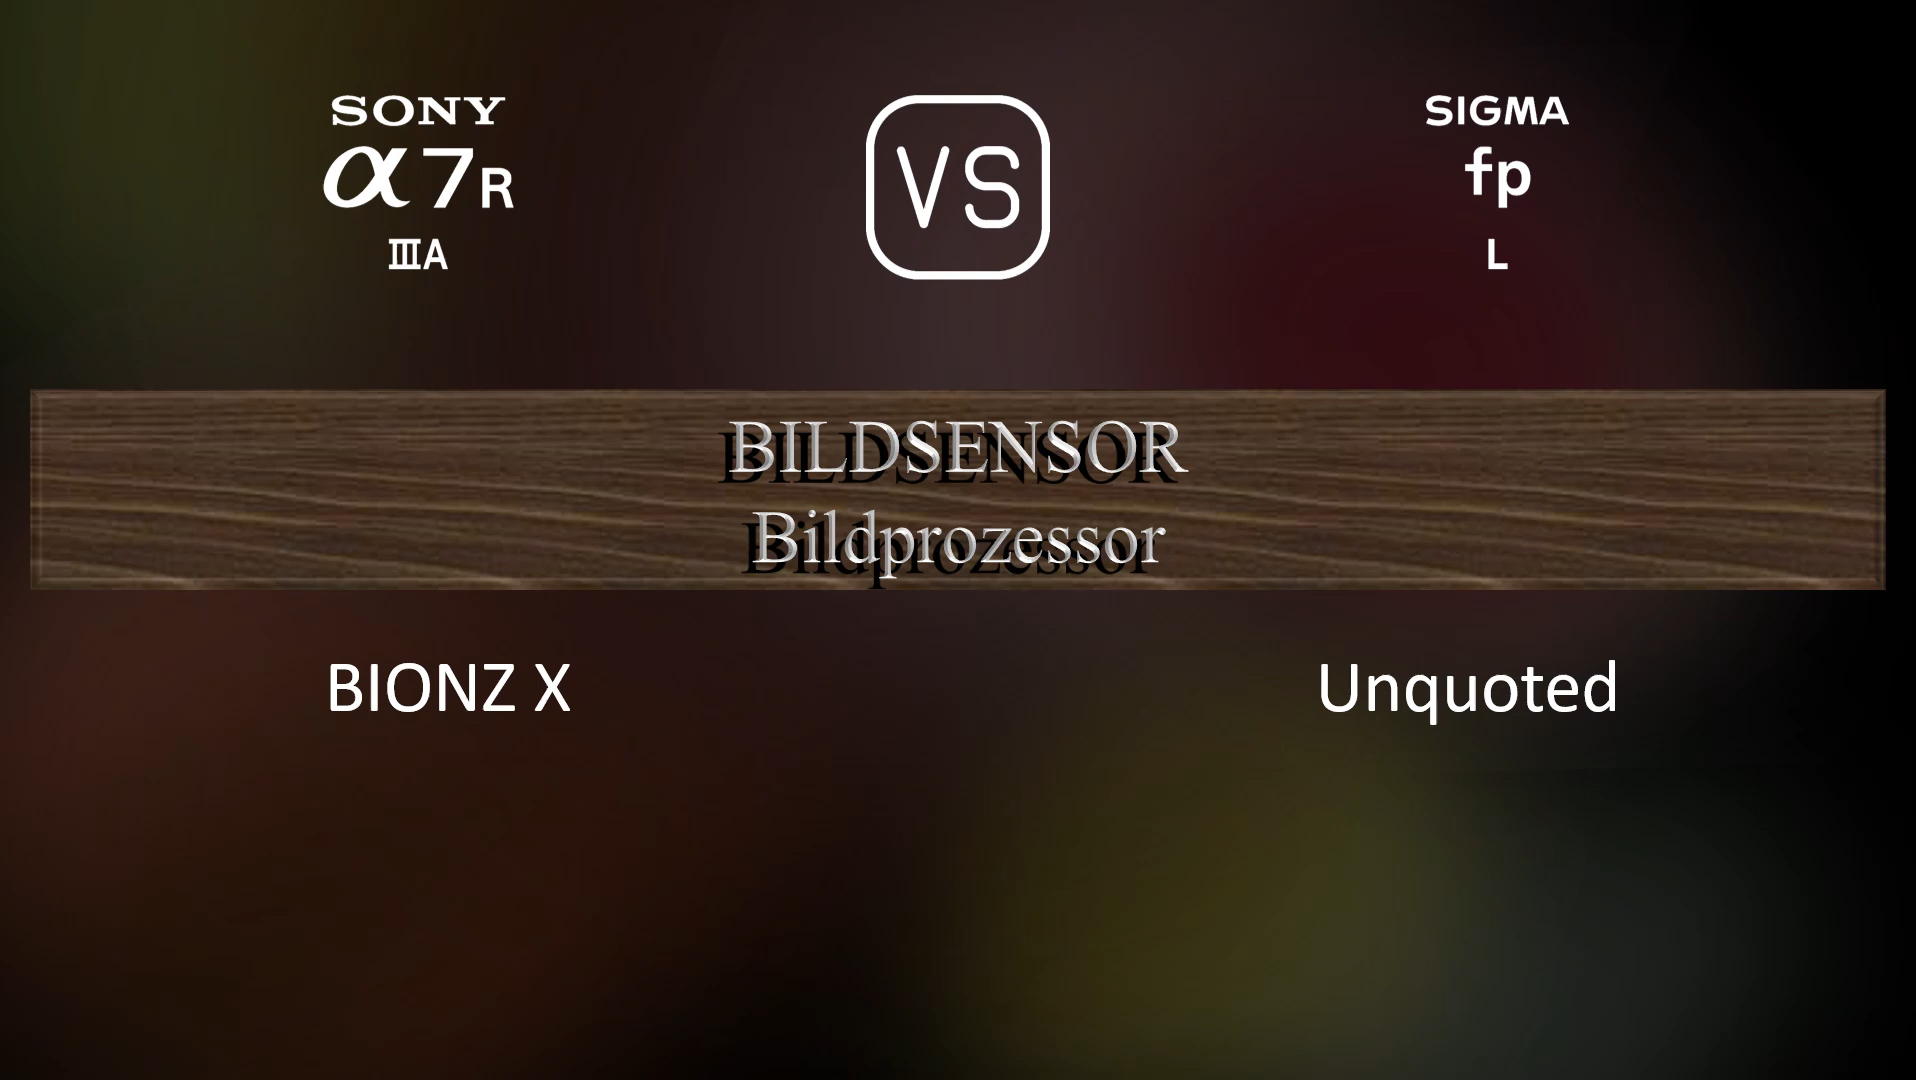 SONY
α7R
ⅢA
VS
SIGMA
fp
L
BILDSENSOR
Bildprozessor
BIONZ X
Unquoted